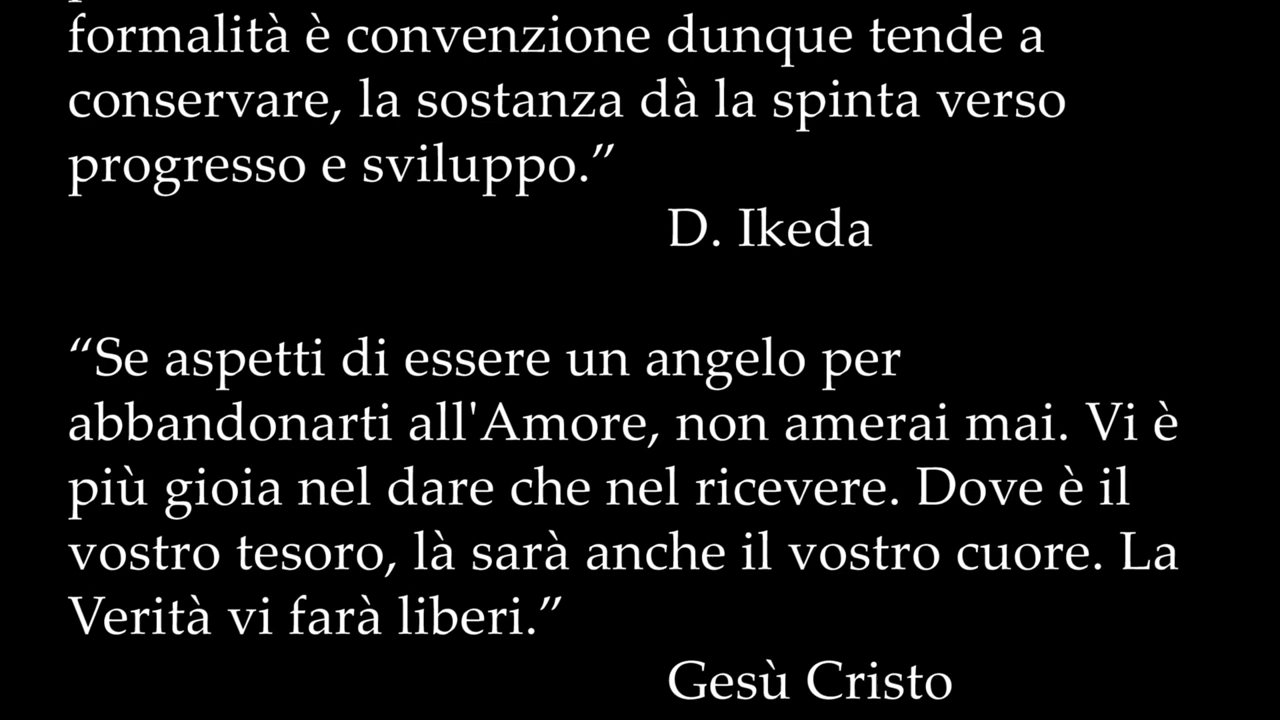 formalità è convenzione dunque tende a
conservare, la sostanza dà la spinta verso
progresso e sviluppo.”
D. Ikeda
“Se aspetti di essere un angelo per
abbandonarti all'Amore, non amerai mai. Vi è
più gioia nel dare che nel ricevere. Dove è il
vostro tesoro, là sarà anche il vostro cuore. La
Verità vi farà liberi.”
Gesù Cristo